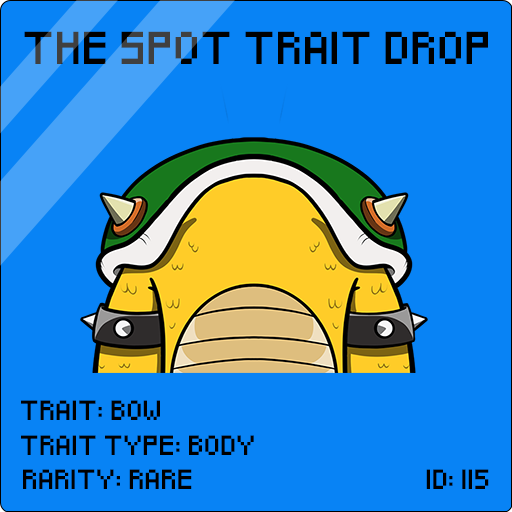 THE SPOT TRAIT DROP
TRAIT: BOW
TRAIT TYPE: BODY
RARITY: RARE
ID: 115